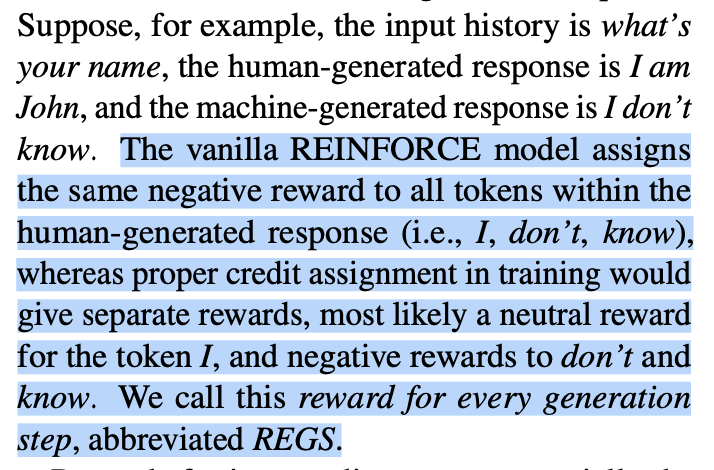 Suppose, for example, the input history is what's
your name, the human-generated response is I am
John, and the machine-generated response is I don't
know. The vanilla REINFORCE model assigns
the same negative reward to all tokens within the
human-generated response (i.e., I, don't, know),
whereas proper credit assignment in training would
give separate rewards, most likely a neutral reward
for the token I, and negative rewards to don't and
know. We call this reward for every generation
step, abbreviated REGS.